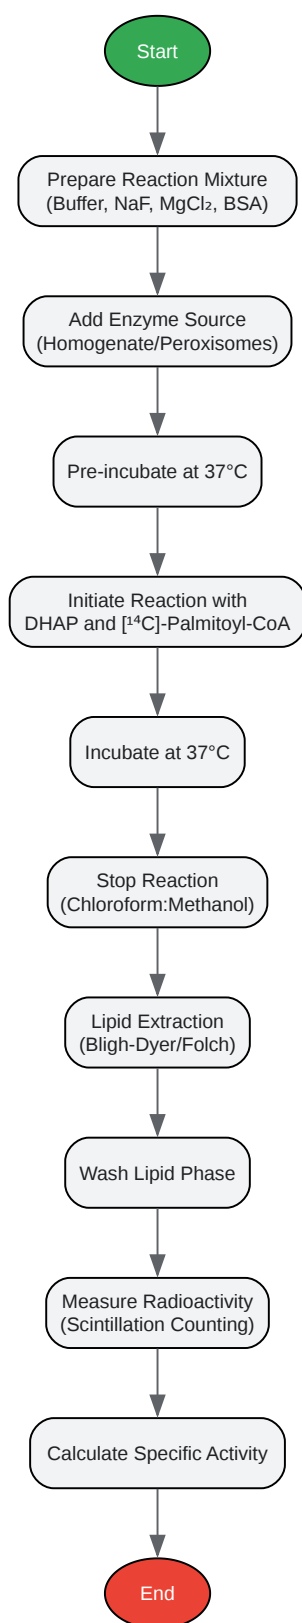 Start
Prepare Reaction Mixture
(Buffer, NaF, MgCl₂, BSA)
Add Enzyme Source
(Homogenate/Peroxisomes)
Pre-incubate at 37°C
Initiate Reaction with
DHAP and [¹⁴C]-Palmitoyl-CoA
Incubate at 37°C
Stop Reaction
(Chloroform:Methanol)
Lipid Extraction
(Bligh-Dyer/Folch)
Wash Lipid Phase
Measure Radioactivity
(Scintillation Counting)
Calculate Specific Activity
End